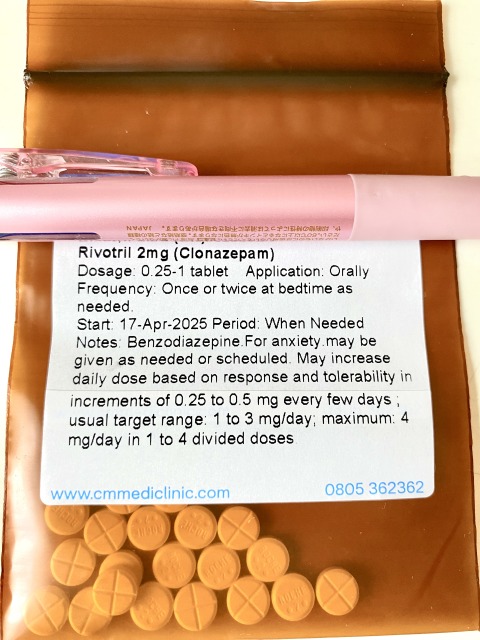 JAPAN
Rivotril 2mg (Clonazepam)
Dosage: 0.25-1 tablet Application: Orally
Frequency: Once or twice at bedtime as
needed.
Start: 17-Apr-2025 Period: When Needed
Notes: Benzodiazepine.For anxiety.may be
given as needed or scheduled. May increase
daily dose based on response and tolerability in
increments of 0.25 to 0.5 mg every few days ;
usual target range: 1 to 3 mg/day; maximum: 4
mg/day in 1 to 4 divided doses
www.cmmediclinic.com 0805 362362